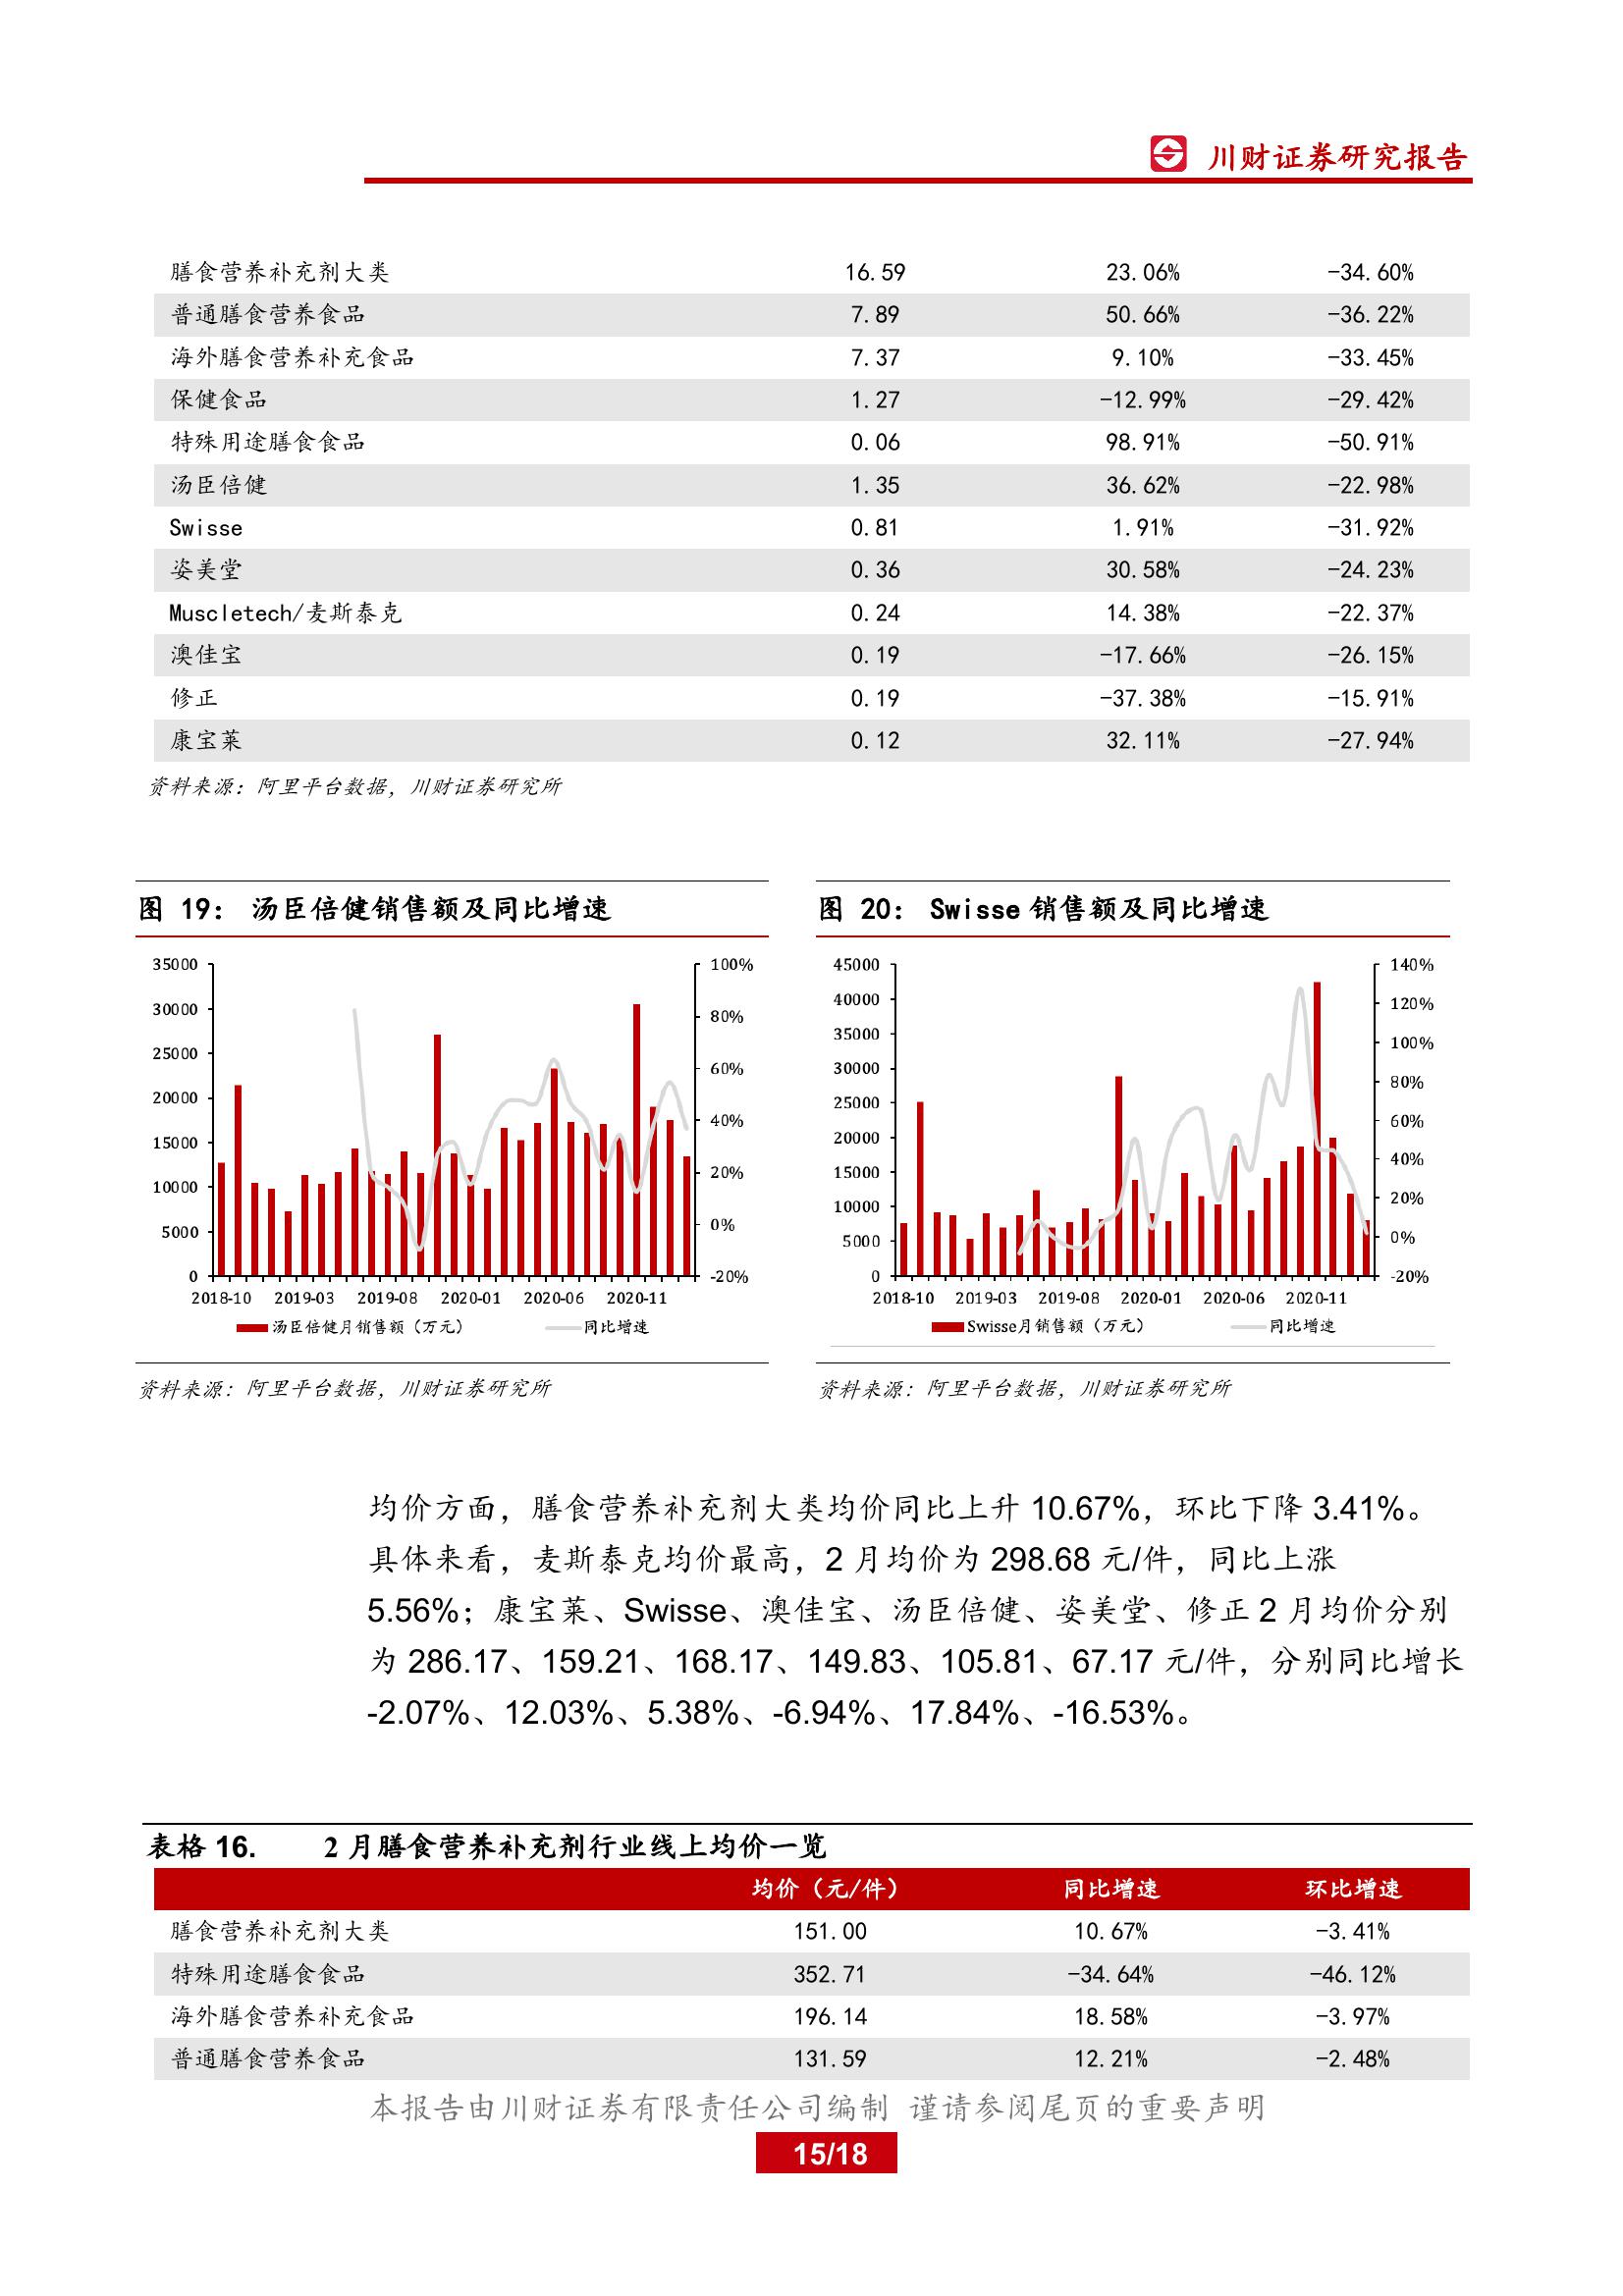 川财证券研究报告
膳食营养补充剂大类 16.59 23.06% -34.60%
普通膳食营养食品 7.89 50.66% -36.22%
海外膳食营养补充食品 7.37 9.10% -33.45%
保健食品 1.27 -12.99% -29.42%
特殊用途膳食食品 0.06 98.91% -50.91%
汤臣倍健 1.35 36.62% -22.98%
Swisse 0.81 1.91% -31.92%
姿美堂 0.36 30.58% -24.23%
Muscletech/麦斯泰克 0.24 14.38% -22.37%
澳佳宝 0.19 -17.66% -26.15%
修正 0.19 -37.38% -15.91%
康宝莱 0.12 32.11% -27.94%
资料来源：阿里平台数据，川财证券研究所
图 19： 汤臣倍健销售额及同比增速
35000 100%
30000 80%
25000 60%
20000
15000 40%
10000 20%
5000 0%
0 -20%
2018-10 2019-03 2019-08 2020-01 2020-06 2020-11
汤臣倍健月销售额（万元） 同比增速
资料来源：阿里平台数据，川财证券研究所
图 20： Swisse 销售额及同比增速
45000 140%
40000 120%
35000 100%
30000 80%
25000 60%
20000 40%
15000 20%
10000 0%
5000 -20%
0
2018-10 2019-03 2019-08 2020-01 2020-06 2020-11
Swisse月销售额（万元） 同比增速
资料来源：阿里平台数据，川财证券研究所
均价方面，膳食营养补充剂大类均价同比上升 10.67%，环比下降 3.41%。
具体来看，麦斯泰克均价最高，2 月均价为 298.68 元/件，同比上涨
5.56%；康宝莱、Swisse、澳佳宝、汤臣倍健、姿美堂、修正 2 月均价分别
为 286.17、159.21、168.17、149.83、105.81、67.17 元/件，分别同比增长
-2.07%、12.03%、5.38%、-6.94%、17.84%、-16.53%。
表格 16. 2 月膳食营养补充剂行业线上均价一览
均价（元/件） 同比增速 环比增速
膳食营养补充剂大类 151.00 10.67% -3.41%
特殊用途膳食食品 352.71 -34.64% -46.12%
海外膳食营养补充食品 196.14 18.58% -3.97%
普通膳食营养食品 131.59 12.21% -2.48%
本报告由川财证券有限责任公司编制 谨请参阅尾页的重要声明
15/18